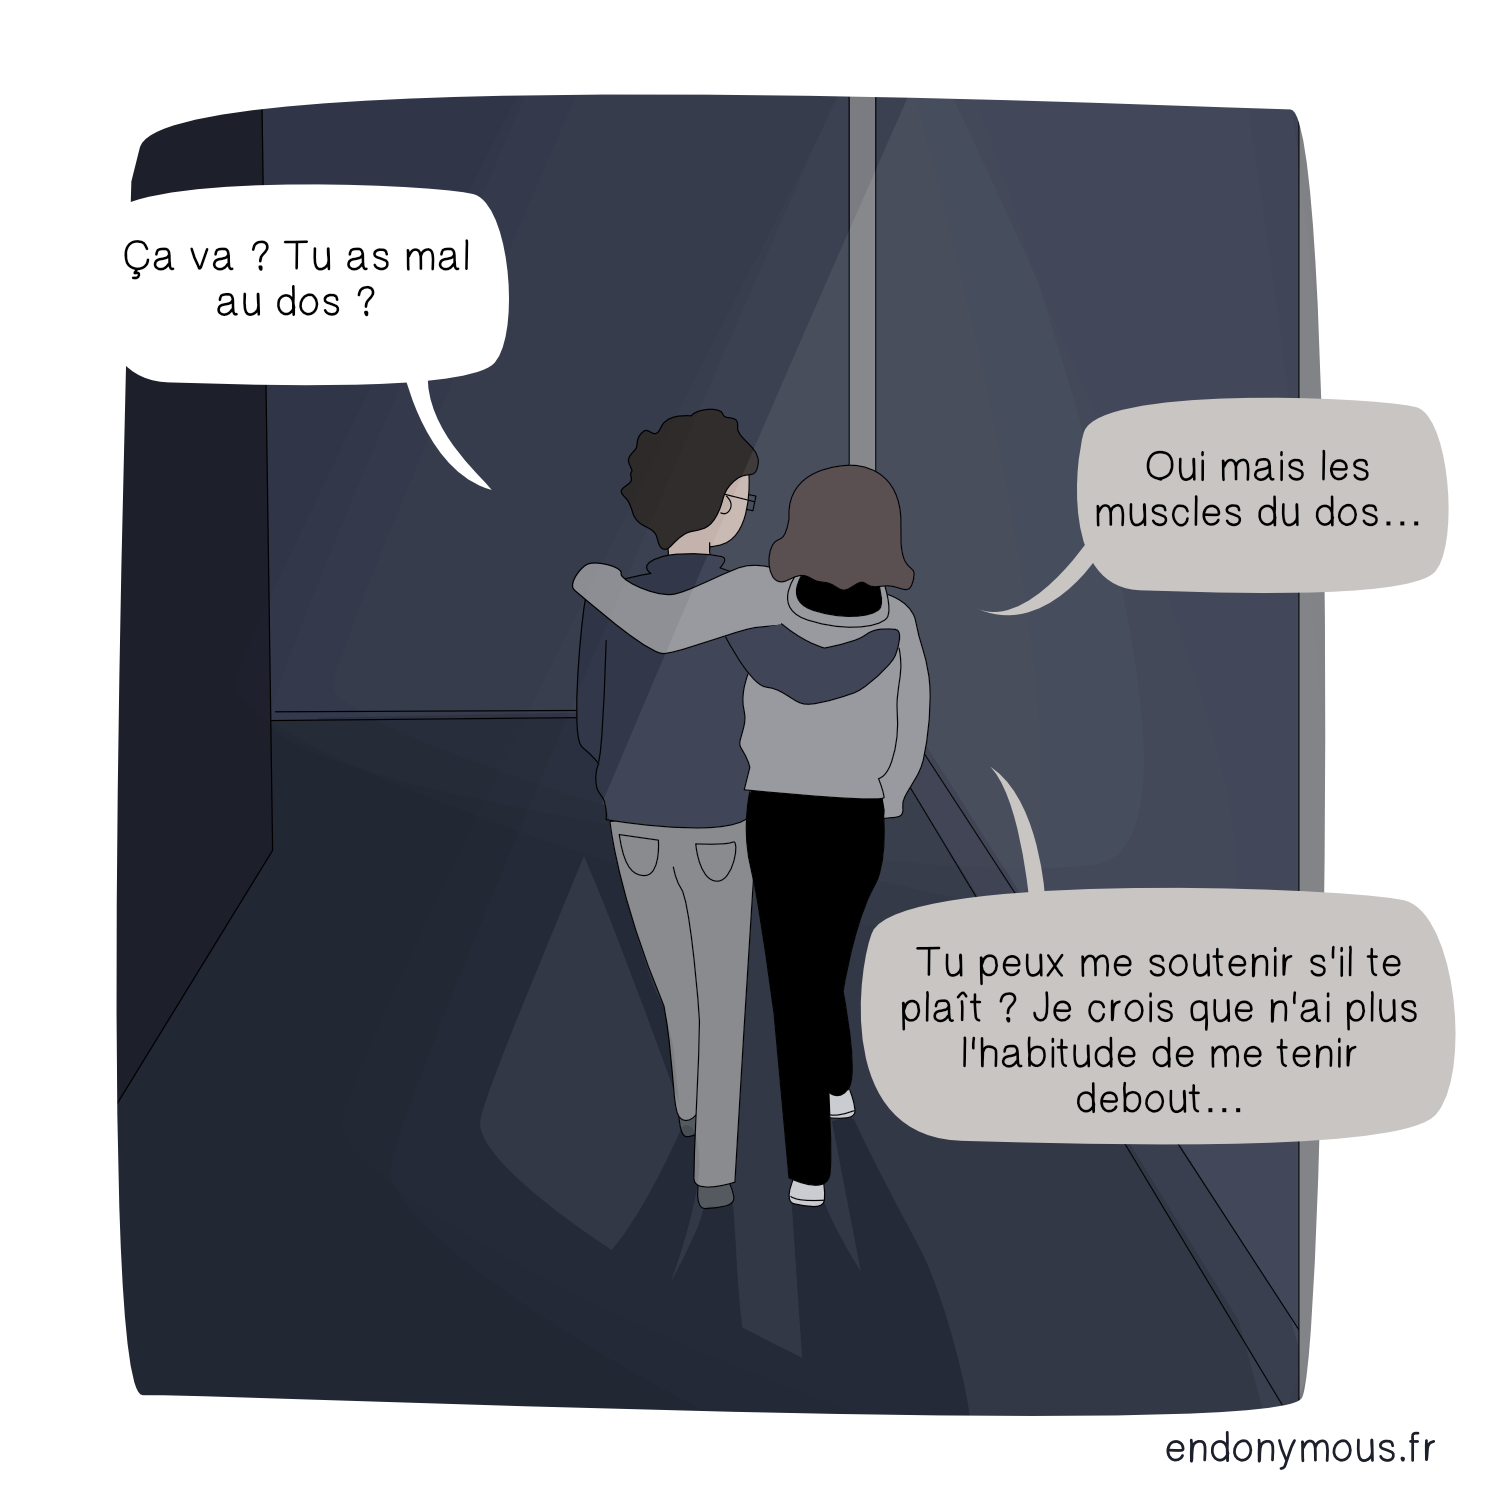 Ça va ? Tu as mal
au dos ?
Oui mais les
muscles du dos...
Tu peux me soutenir s'il te
plaît ? Je crois que n'ai plus
l'habitude de me tenir
debout...
endonymous.fr